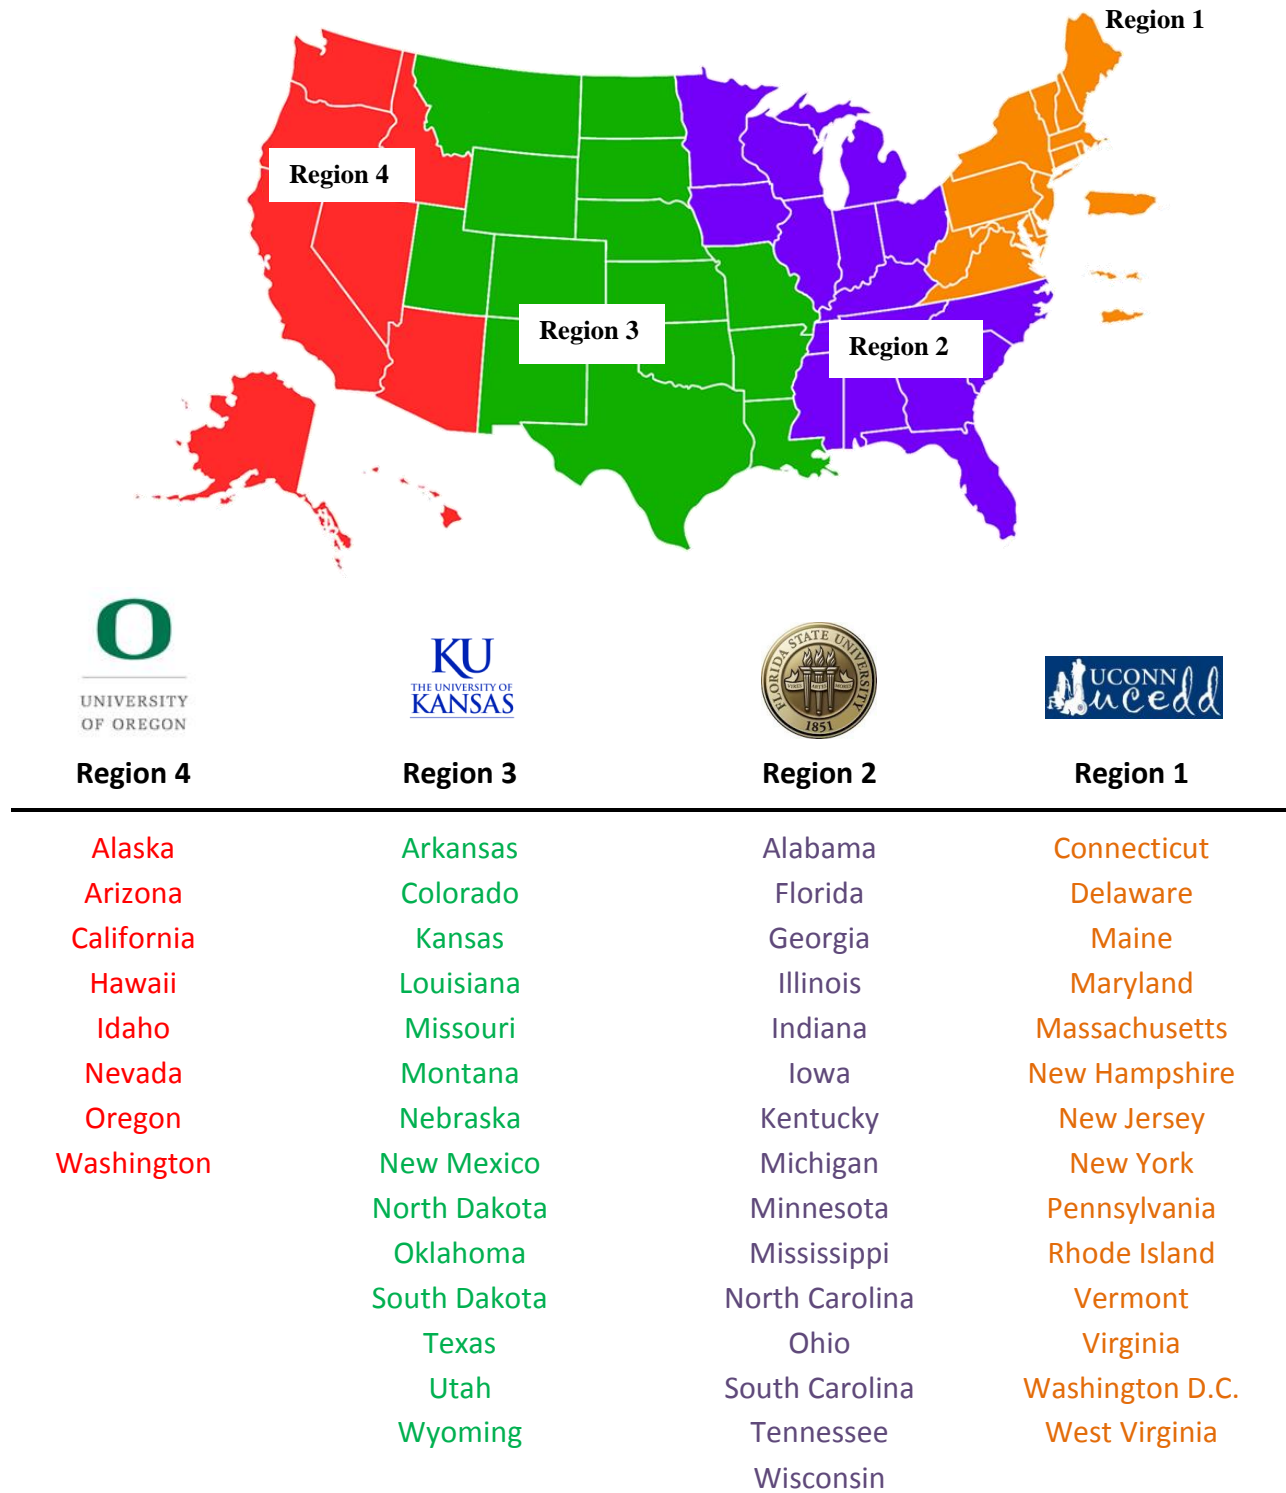 Region 1
Region 4
Region 3
Region 2
UNIVERSITY
OF OREGON
KU
THE UNIVERSITY OF
KANSAS
FLORIDA STATE UNIVERSITY
1851
UCONN
ucedd
Region 4 Region 3 Region 2 Region 1
Alaska Arkansas Alabama Connecticut
Arizona Colorado Florida Delaware
California Kansas Georgia Maine
Hawaii Louisiana Illinois Maryland
Idaho Missouri Indiana Massachusetts
Nevada Montana Iowa New Hampshire
Oregon Nebraska Kentucky New Jersey
Washington New Mexico Michigan New York
North Dakota Minnesota Pennsylvania
Oklahoma Mississippi Rhode Island
South Dakota North Carolina Vermont
Texas Ohio Virginia
Utah South Carolina Washington D.C.
Wyoming Tennessee West Virginia
Wisconsin